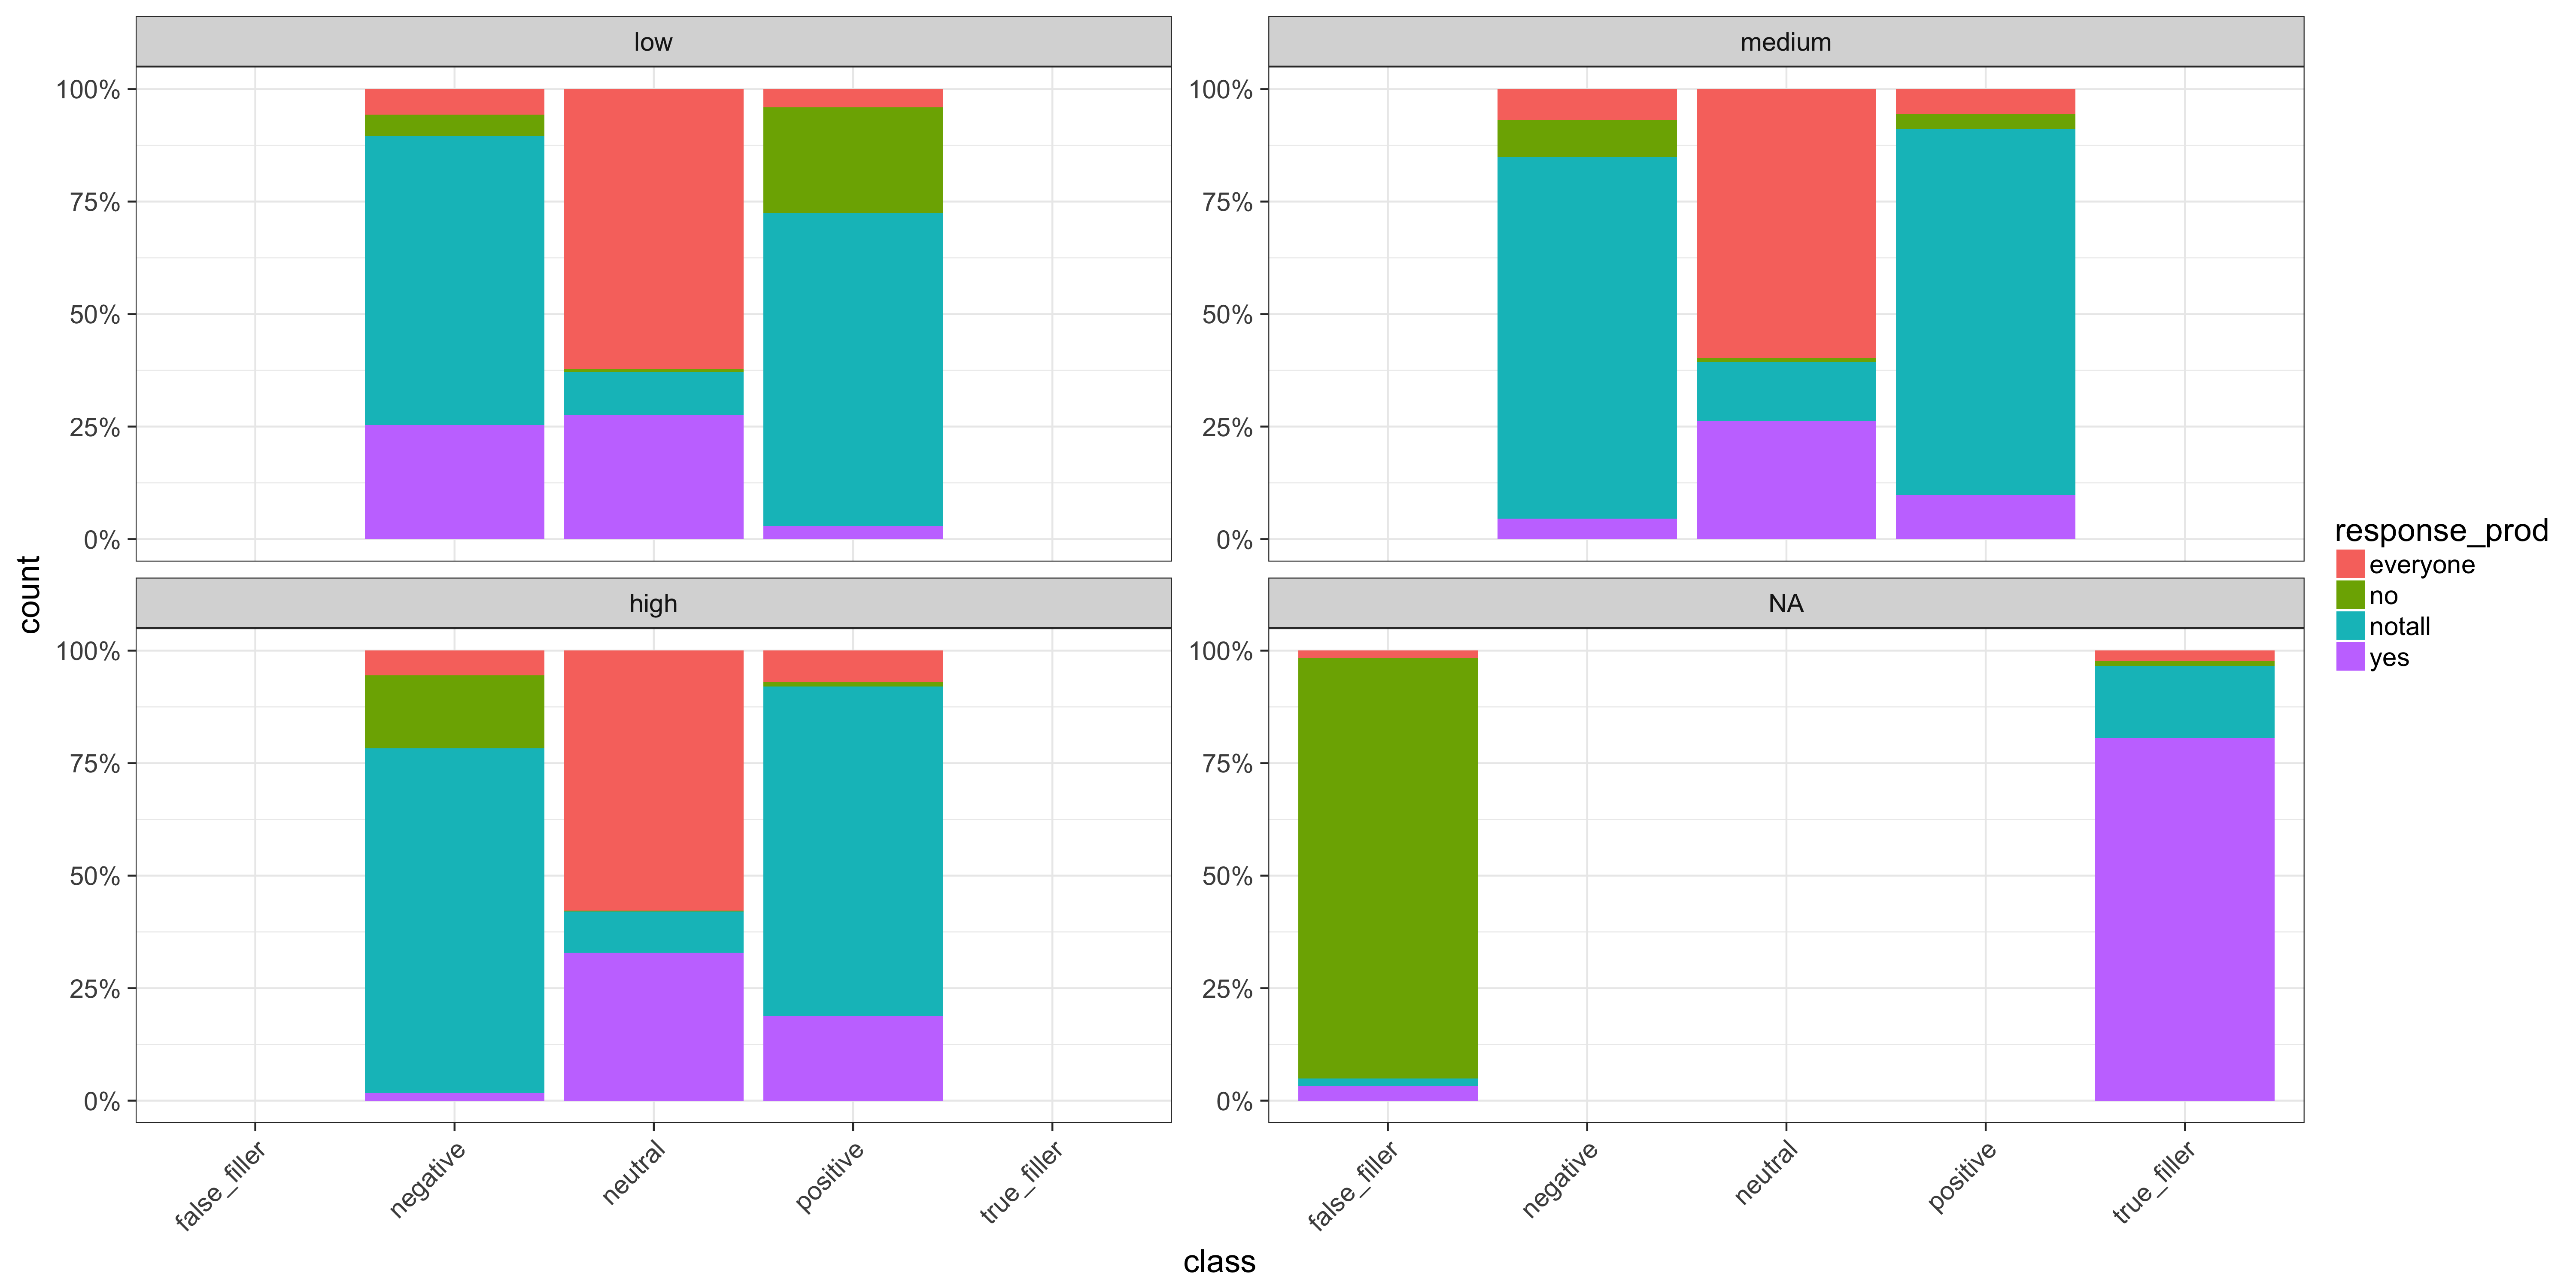 low
medium
100%
75%
50%
25%
0%
100%
75%
50%
25%
0%
high
NA
100%
75%
50%
25%
0%
100%
75%
50%
25%
0%
false_filler
negative
neutral
positive
true_filler
false_filler
negative
neutral
positive
true_filler
class
count
response_prod
everyone
no
notall
yes